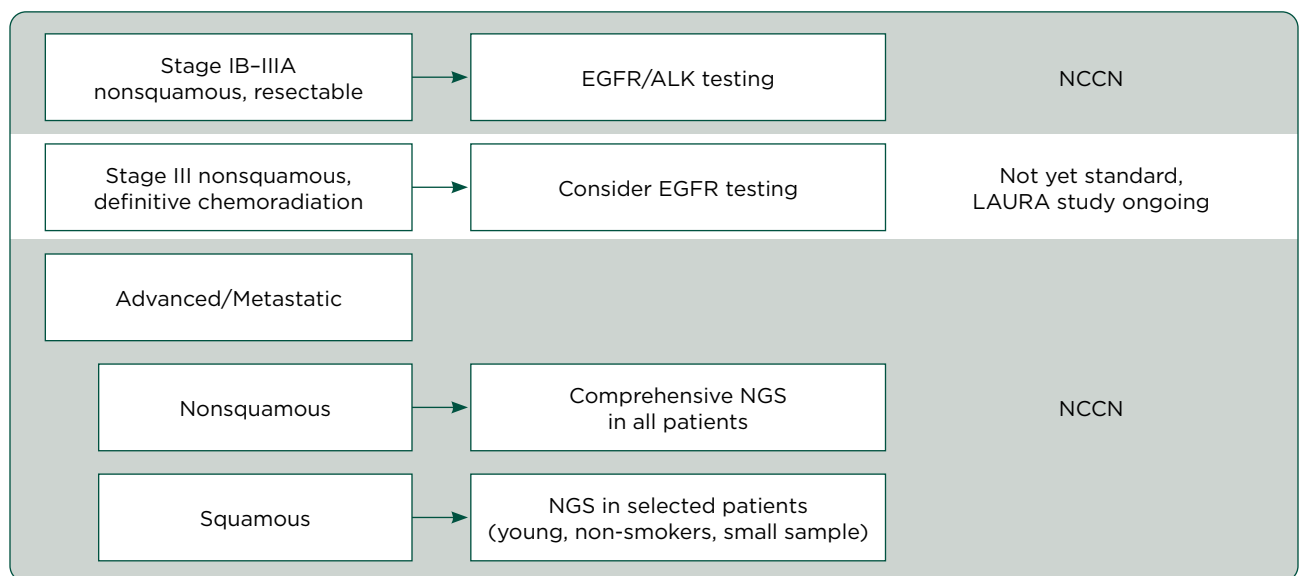 Stage IB–IIIA
nonsquamous, resectable
EGFR/ALK testing
NCCN
Stage III nonsquamous,
definitive chemoradiation
Consider EGFR testing
Not yet standard,
LAURA study ongoing
Advanced/Metastatic
Nonsquamous
Comprehensive NGS
in all patients
NCCN
Squamous
NGS in selected patients
(young, non-smokers, small sample)